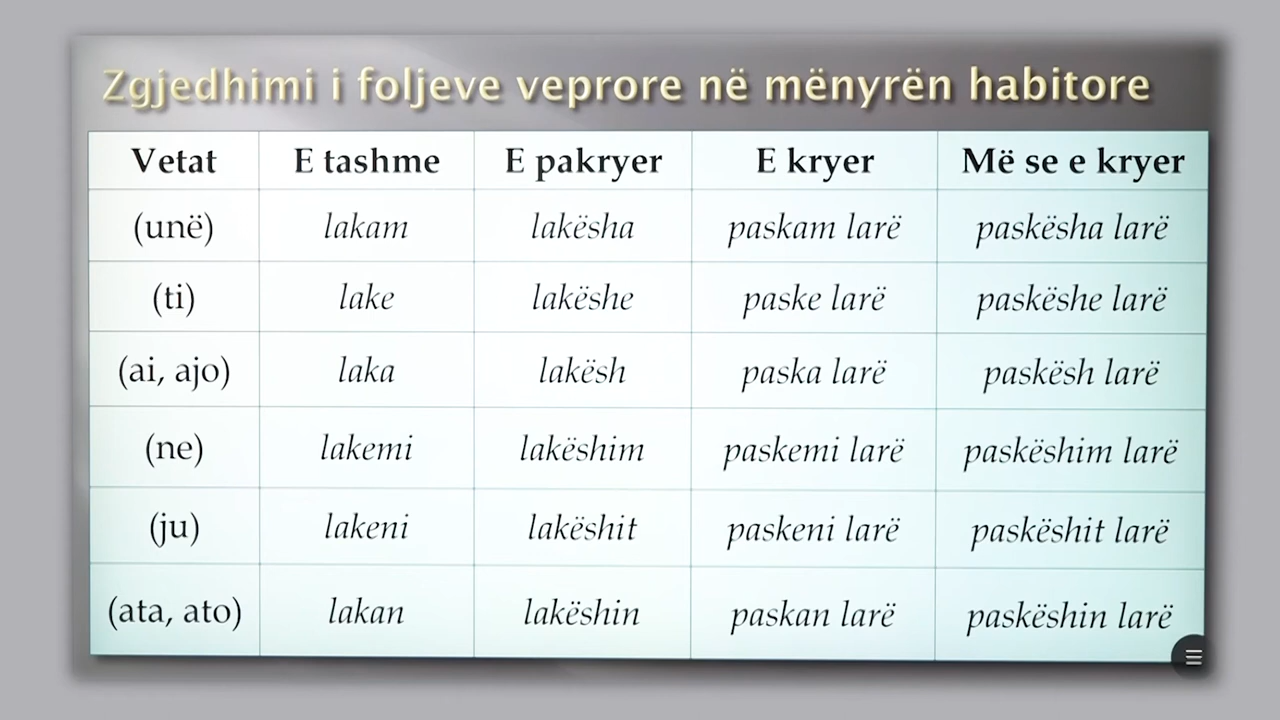 Zgjedhimi i foljeve veprore në mënyrën habitore
Vetat E tashme E pakryer E kryer Më se e kryer
(unë) lakam lakësha paskam larë paskësha larë
(ti) lake lakëshe paske larë paskëshe larë
(ai, ajo) laka lakësh paska larë paskësh larë
(ne) lakemi lakëshim paskemi larë paskëshim larë
(ju) lakeni lakëshit paskeni larë paskëshit larë
(ata, ato) lakan lakëshin paskan larë paskëshin larë